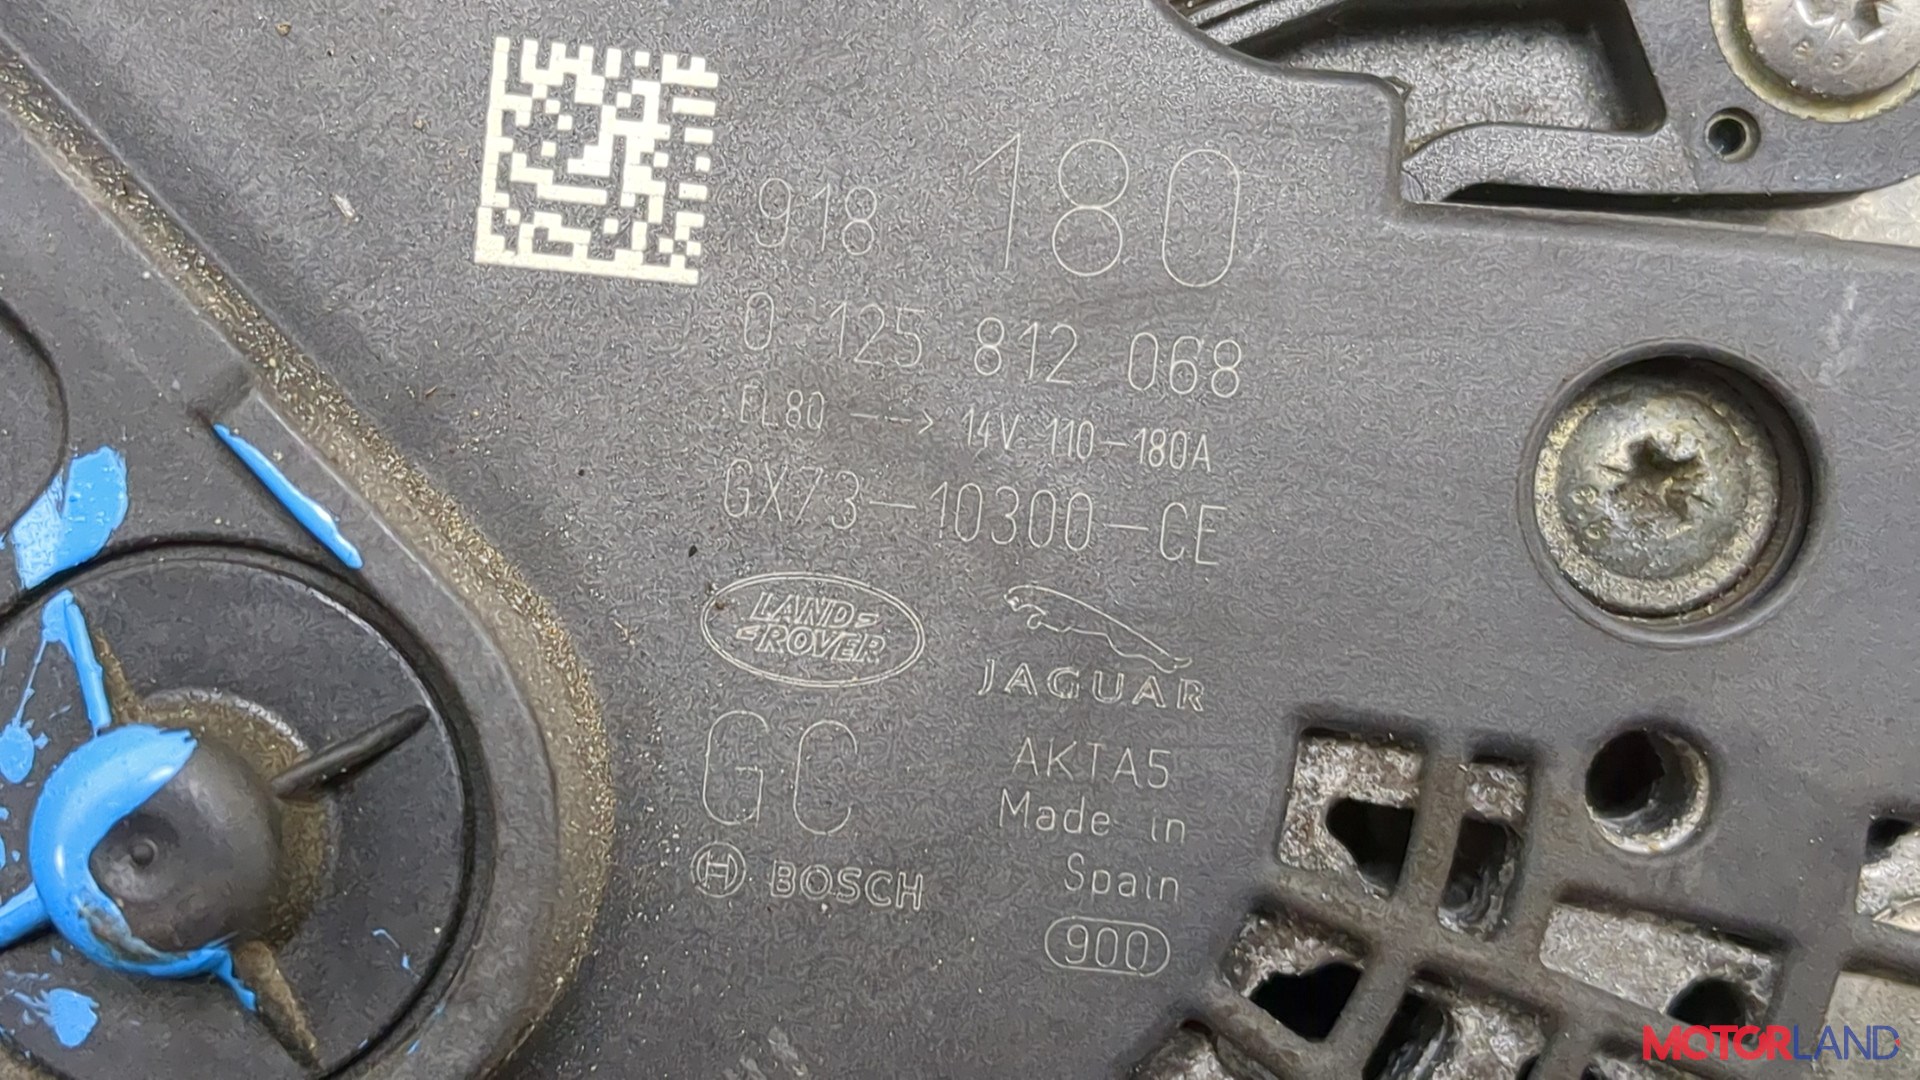 918 180
0 125 812 068
EL8Q --> 14V 110-180A
GX73-10300-CE
LAND
ROVER
JAGUAR
GC
AKTA5
Made in
Spain
BOSCH
900
MOTORLAND